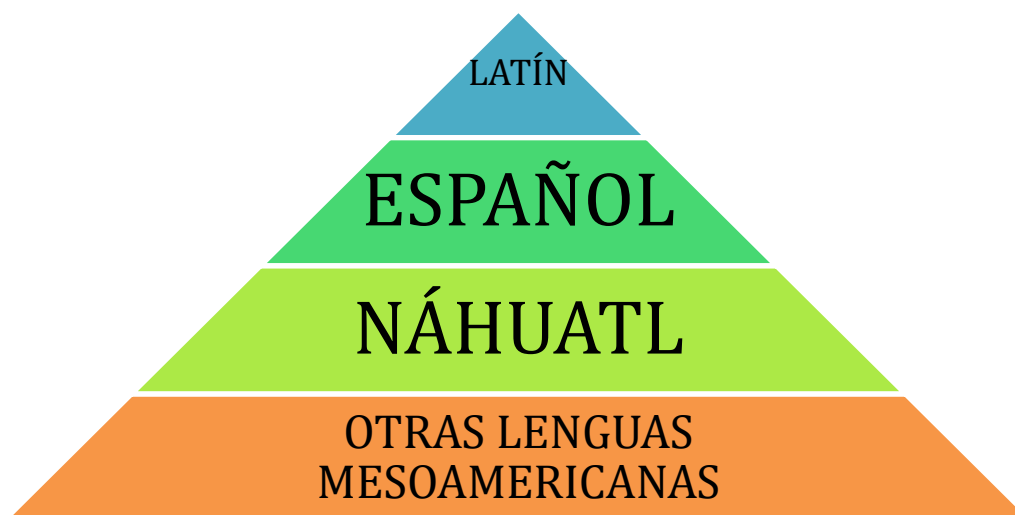 LATÍN
ESPAÑOL
NÁHUATL
OTRAS LENGUAS
MESOAMERICANAS